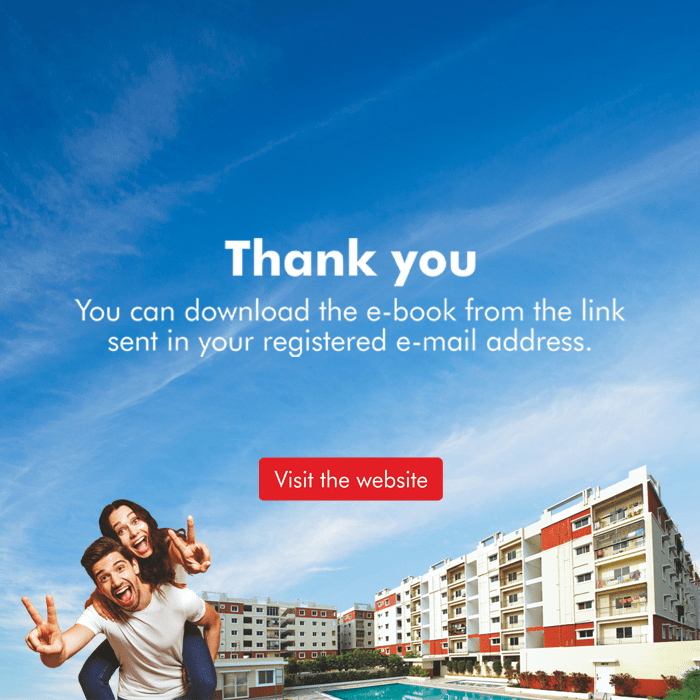 Thank you
You can download the e-book from the link
sent in your registered e-mail address.
Visit the website